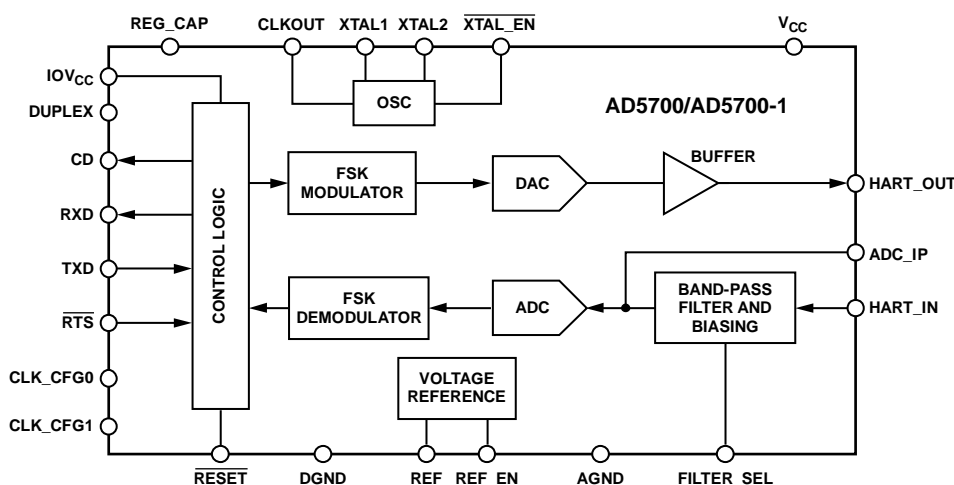 REG_CAP
CLKOUT
XTAL1
XTAL2
XTAL_EN
VCC
IOVCC
DUPLEX
CD
RXD
TXD
RTS
CLK_CFG0
CLK_CFG1
CONTROL LOGIC
OSC
AD5700/AD5700-1
FSK
MODULATOR
DAC
BUFFER
HART_OUT
ADC_IP
HART_IN
FSK
DEMODULATOR
ADC
BAND-PASS
FILTER AND
BIASING
VOLTAGE
REFERENCE
RESET
DGND
REF
REF_EN
AGND
FILTER_SEL